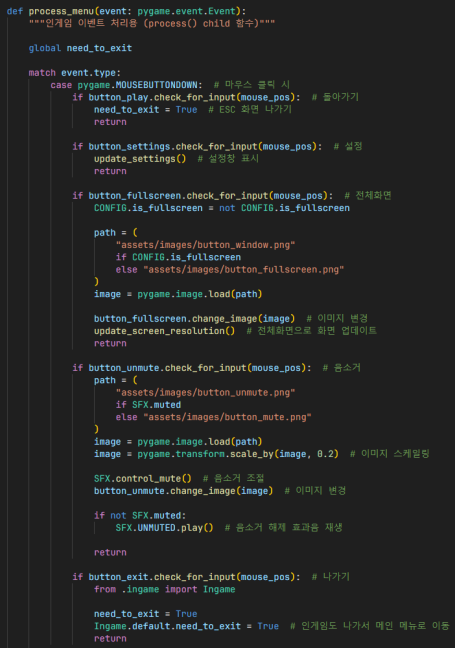 def process_menu(event: pygame.event.Event):
    """인게임 이벤트 처리용 (process() child 함수)"""

    global need_to_exit

    match event.type:
        case pygame.MOUSEBUTTONDOWN:  # 마우스 클릭 시
            if button_play.check_for_input(mouse_pos):  # 돌아가기
                need_to_exit = True  # ESC 화면 나가기
                return

            if button_settings.check_for_input(mouse_pos):  # 설정
                update_settings()  # 설정창 표시
                return

            if button_fullscreen.check_for_input(mouse_pos):  # 전체화면
                CONFIG.is_fullscreen = not CONFIG.is_fullscreen

                path = (
                    "assets/images/button_window.png"
                    if CONFIG.is_fullscreen
                    else "assets/images/button_fullscreen.png"
                )
                image = pygame.image.load(path)

                button_fullscreen.change_image(image)  # 이미지 변경
                update_screen_resolution()  # 전체화면으로 화면 업데이트
                return

            if button_unmute.check_for_input(mouse_pos):  # 음소거
                path = (
                    "assets/images/button_unmute.png"
                    if SFX.muted
                    else "assets/images/button_mute.png"
                )
                image = pygame.image.load(path)
                image = pygame.transform.scale_by(image, 0.2)  # 이미지 스케일링

                SFX.control_mute()  # 음소거 조절
                button_unmute.change_image(image)  # 이미지 변경

                if not SFX.muted:
                    SFX.UNMUTED.play()  # 음소거 해제 효과음 재생

                return

            if button_exit.check_for_input(mouse_pos):  # 나가기
                from .ingame import Ingame

                need_to_exit = True
                Ingame.default.need_to_exit = True  # 인게임도 나가서 메인 메뉴로 이동
                return